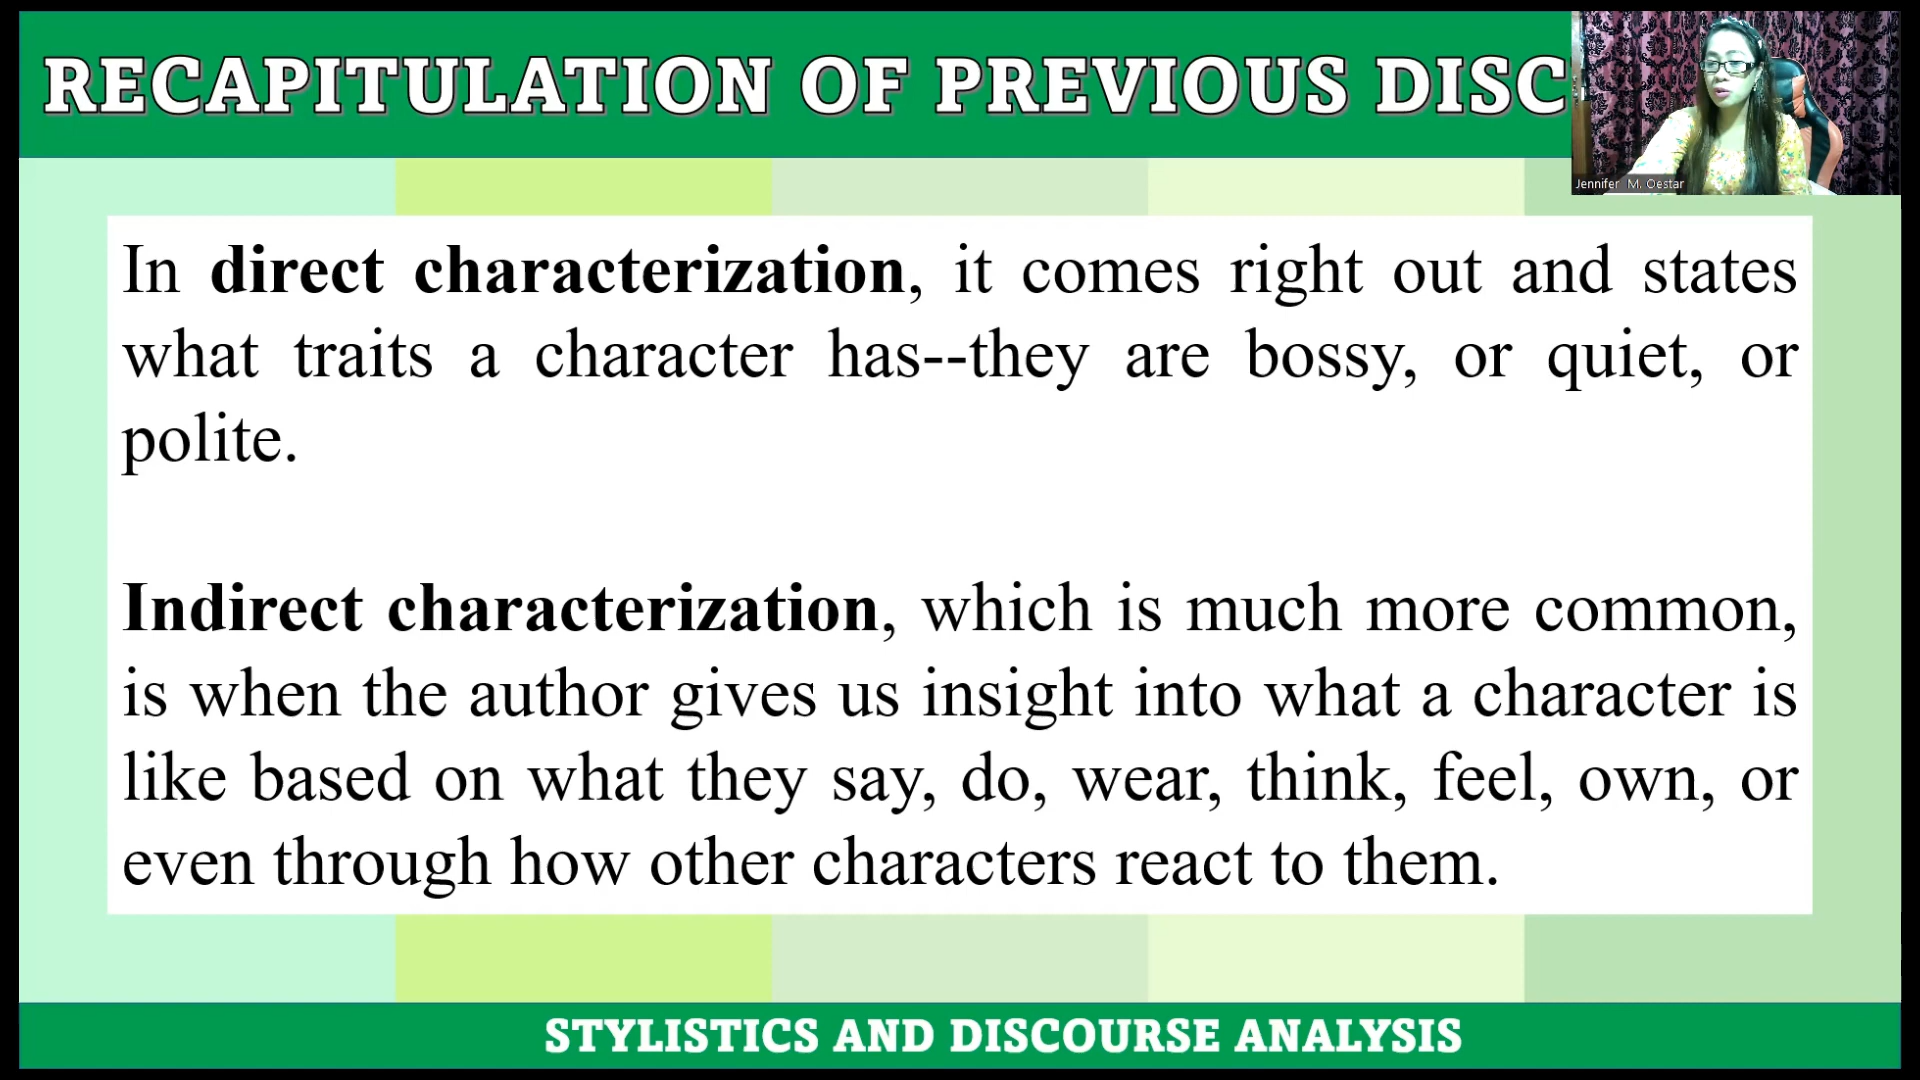 RECAPITULATION OF PREVIOUS DISC
Jennifer M. Oestar
In direct characterization, it comes right out and states
what traits a character has--they are bossy, or quiet, or
polite.
Indirect characterization, which is much more common,
is when the author gives us insight into what a character is
like based on what they say, do, wear, think, feel, own, or
even through how other characters react to them.
STYLISTICS AND DISCOURSE ANALYSIS